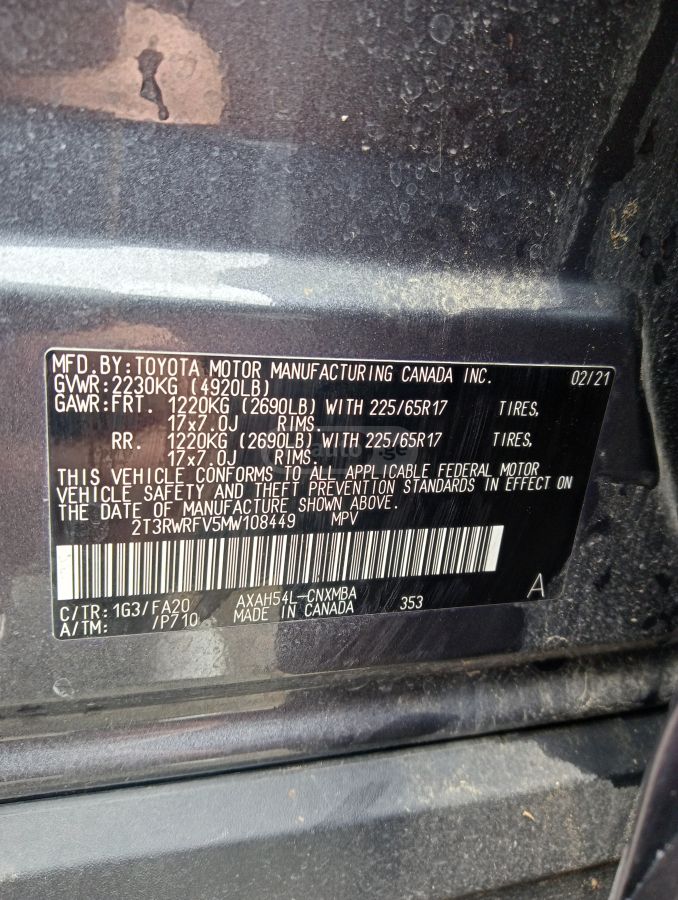 MFD.BY:TOYOTA MOTOR MANUFACTURING CANADA INC. 02/21
GVWR:2230KG (4920LB)
GAWR:FRT. 1220KG (2690LB) WITH 225/65R17 TIRES,
17x7.0J RIMS.
RR. 1220KG (2690LB) WITH 225/65R17 TIRES,
17x7.0J RIMS.
THIS VEHICLE CONFORMS TO ALL APPLICABLE FEDERAL MOTOR
VEHICLE SAFETY AND THEFT PREVENTION STANDARDS IN EFFECT ON
THE DATE OF MANUFACTURE SHOWN ABOVE.
2T3RWRFV5MW108449 MPV
C/TR:1G3/FA20 AXAH54L-CNXMBA 353 A
A/TM: /P710 MADE IN CANADA